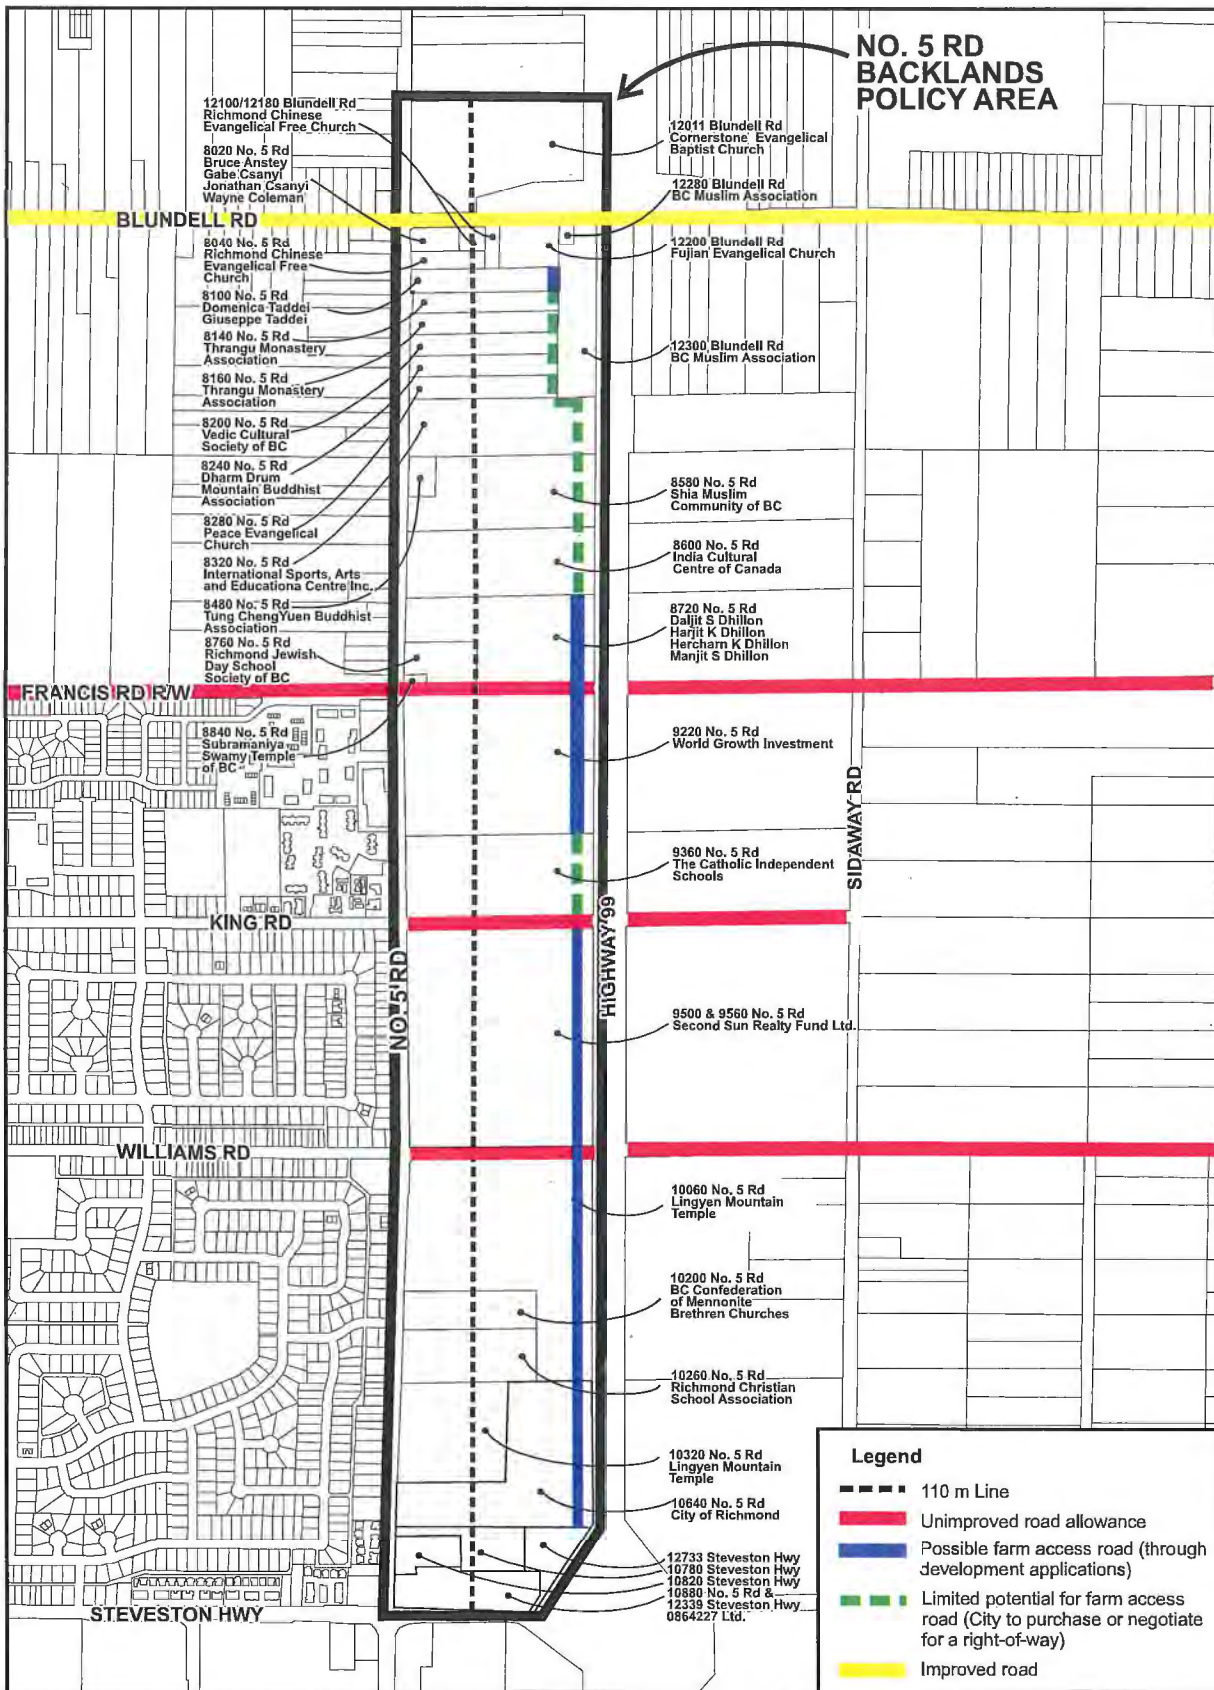 NO. 5 RD
BACKLANDS
POLICY AREA
12100/12180 Blundell Rd
Richmond Chinese
Evangelical Free Church
8020 No. 5 Rd
Bruce Anstey
Gabe Csanyi
Jonathan Csanyi
Wayne Coleman
12011 Blundell Rd
Cornerstone Evangelical
Baptist Church
12280 Blundell Rd
BC Muslim Association
BLUNDELL RD
8040 No. 5 Rd
Richmond Chinese
Evangelical Free
Church
12200 Blundell Rd
Fujian Evangelical Church
8100 No. 5 Rd
Domenica Taddei
Giuseppe Taddei
8140 No. 5 Rd
Thrangu Monastery
Association
12300 Blundell Rd
BC Muslim Association
8160 No. 5 Rd
Thrangu Monastery
Association
8200 No. 5 Rd
Vedic Cultural
Society of BC
8240 No. 5 Rd
Dharm Drum
Mountain Buddhist
Association
8280 No. 5 Rd
Peace Evangelical
Church
8320 No. 5 Rd
International Sports, Arts
and Educationa Centre Inc.
8480 No. 5 Rd
Tung ChengYuen Buddhist
Association
8760 No. 5 Rd
Richmond Jewish
Day School
Society of BC
8580 No. 5 Rd
Shia Muslim
Community of BC
8600 No. 5 Rd
India Cultural
Centre of Canada
8720 No. 5 Rd
Daljit S Dhillon
Harjit K Dhillon
Hercharn K Dhillon
Manjit S Dhillon
FRANCIS RD R/W
8840 No. 5 Rd
Subramaniya
Swamy Temple
of BC
9220 No. 5 Rd
World Growth Investment
SIDAWAY RD
9360 No. 5 Rd
The Catholic Independent
Schools
KING RD
NO. 5 RD
HIGHWAY 99
9500 & 9560 No. 5 Rd
Second Sun Realty Fund Ltd.
WILLIAMS RD
10060 No. 5 Rd
Lingyen Mountain
Temple
10200 No. 5 Rd
BC Confederation
of Mennonite
Brethren Churches
10260 No. 5 Rd
Richmond Christian
School Association
10320 No. 5 Rd
Lingyen Mountain
Temple
10640 No. 5 Rd
City of Richmond
12733 Steveston Hwy
10780 Steveston Hwy
10820 Steveston Hwy
10880 No. 5 Rd &
12339 Steveston Hwy
0864227 Ltd.
STEVESTON HWY
Legend
110 m Line
Unimproved road allowance
Possible farm access road (through
development applications)
Limited potential for farm access
road (City to purchase or negotiate
for a right-of-way)
Improved road